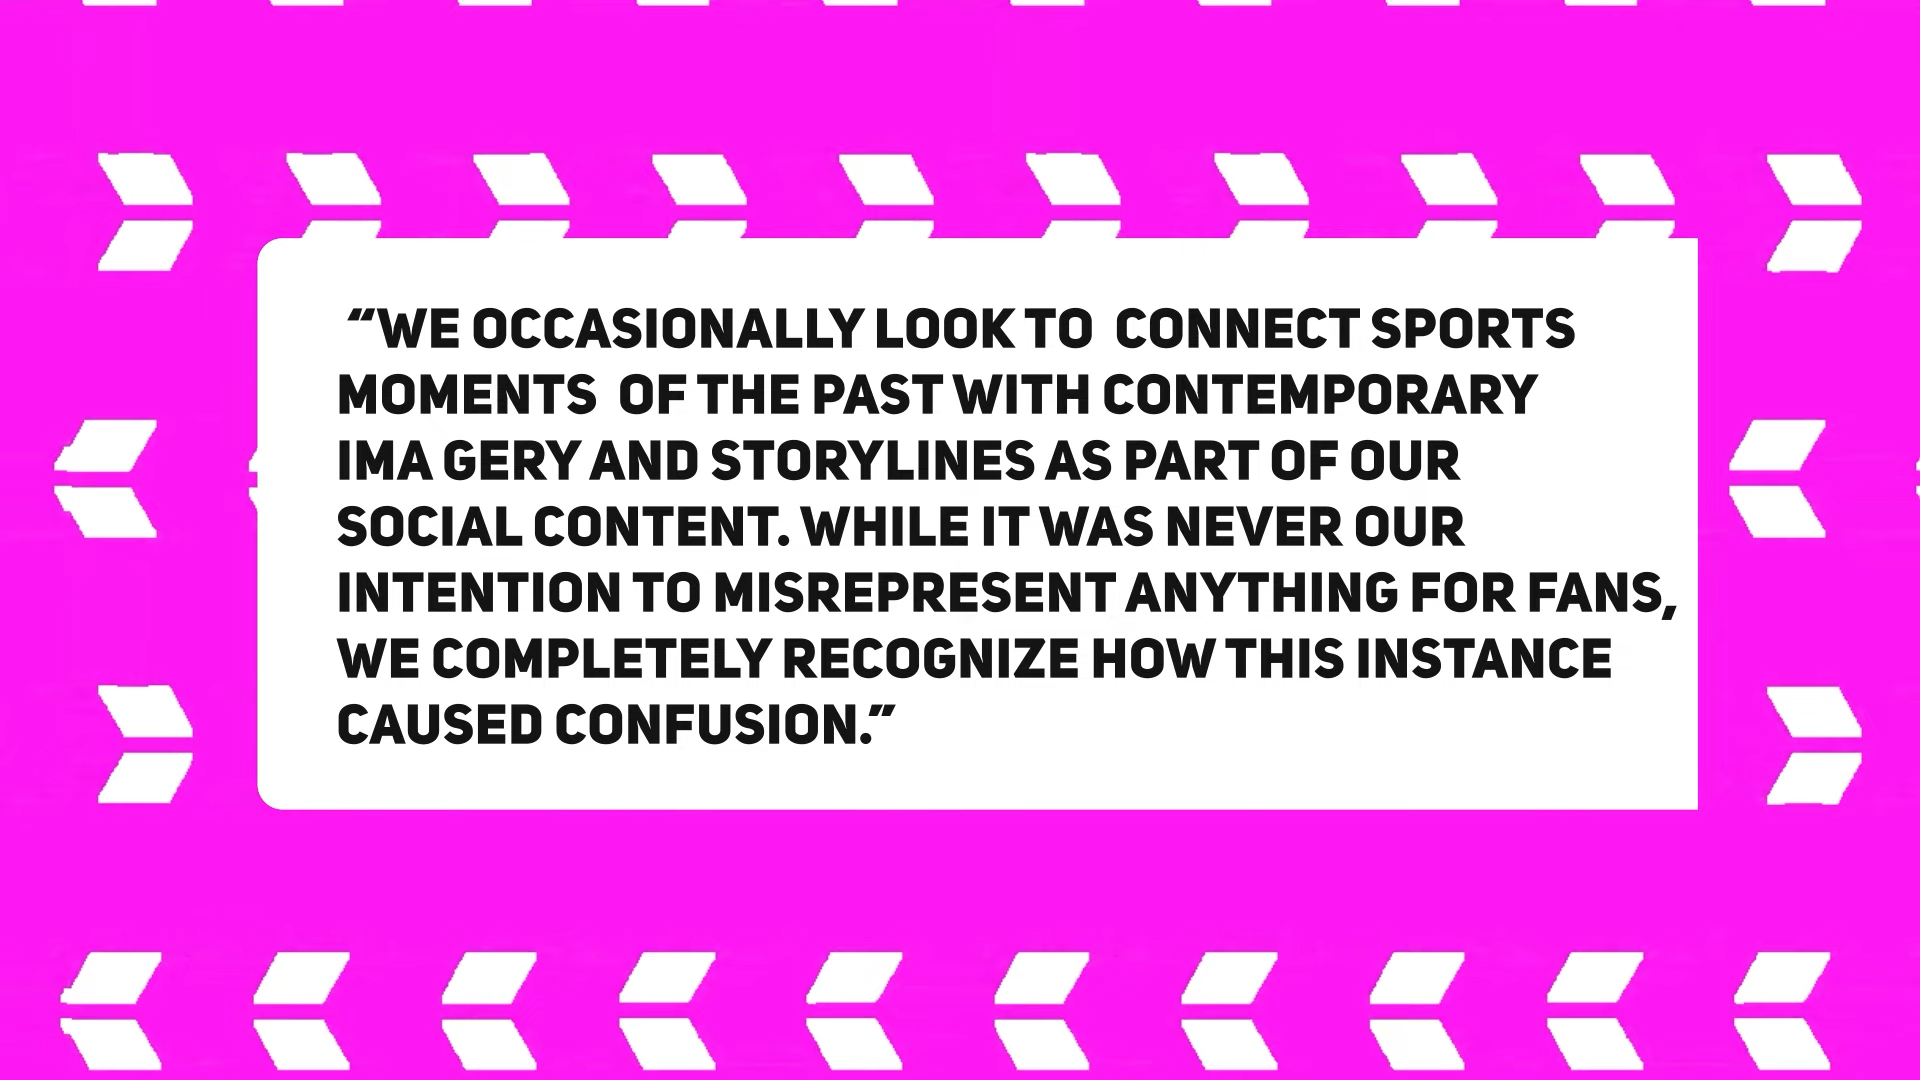 “WE OCCASIONALLY LOOK TO CONNECT SPORTS
MOMENTS OF THE PAST WITH CONTEMPORARY
IMA GERY AND STORYLINES AS PART OF OUR
SOCIAL CONTENT. WHILE IT WAS NEVER OUR
INTENTION TO MISREPRESENT ANYTHING FOR FANS,
WE COMPLETELY RECOGNIZE HOW THIS INSTANCE
CAUSED CONFUSION.”